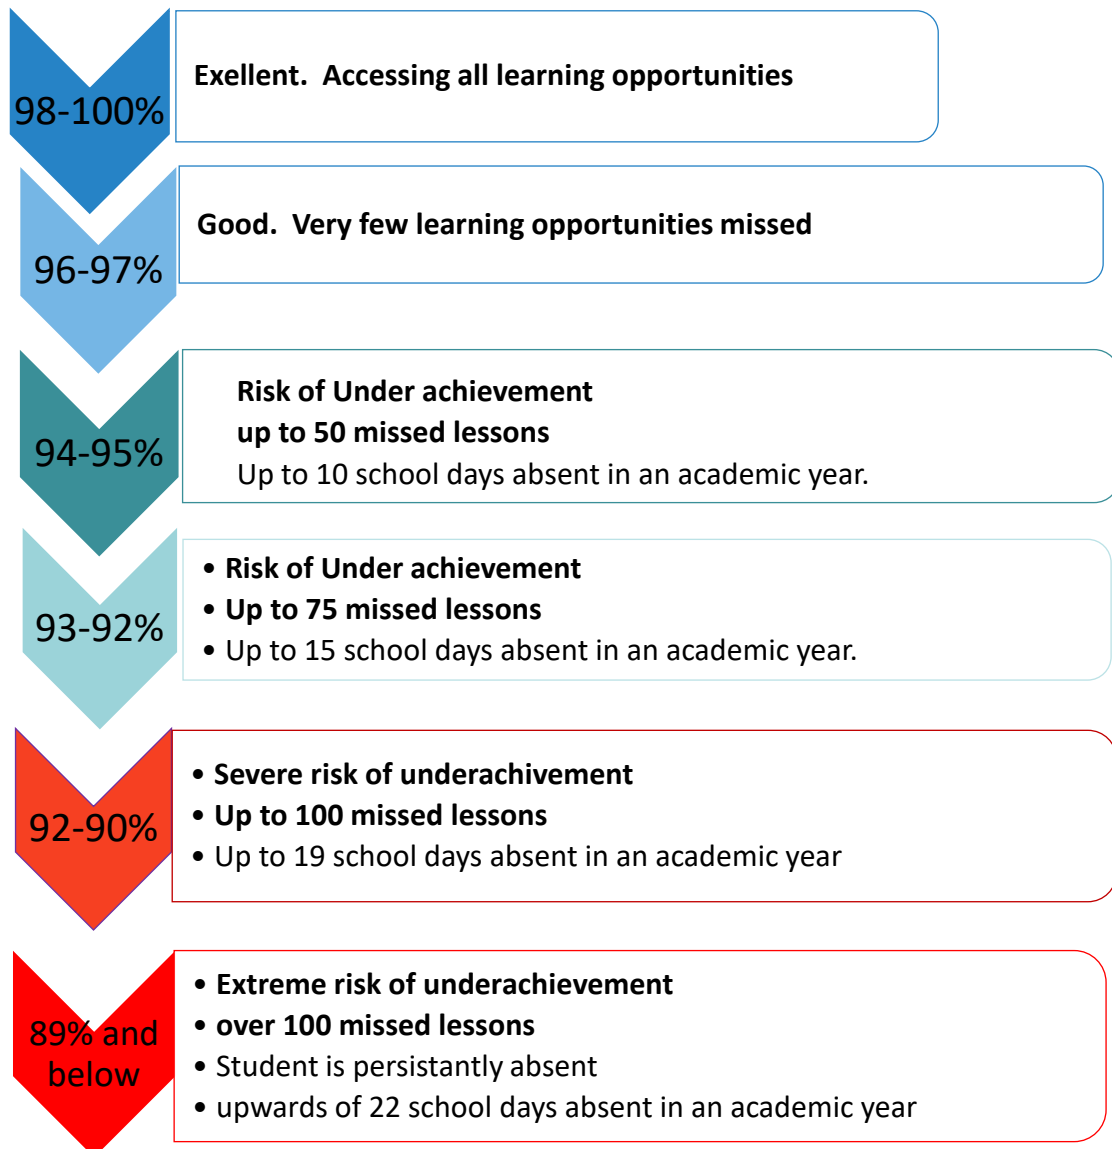 98-100%
Exellent.  Accessing all learning opportunities
96-97%
Good.  Very few learning opportunities missed
94-95%
Risk of Under achievement
up to 50 missed lessons
Up to 10 school days absent in an academic year.
93-92%
• Risk of Under achievement
• Up to 75 missed lessons
• Up to 15 school days absent in an academic year.
92-90%
• Severe risk of underachivement
• Up to 100 missed lessons
• Up to 19 school days absent in an academic year
89% and
below
• Extreme risk of underachievement
• over 100 missed lessons
• Student is persistantly absent
• upwards of 22 school days absent in an academic year